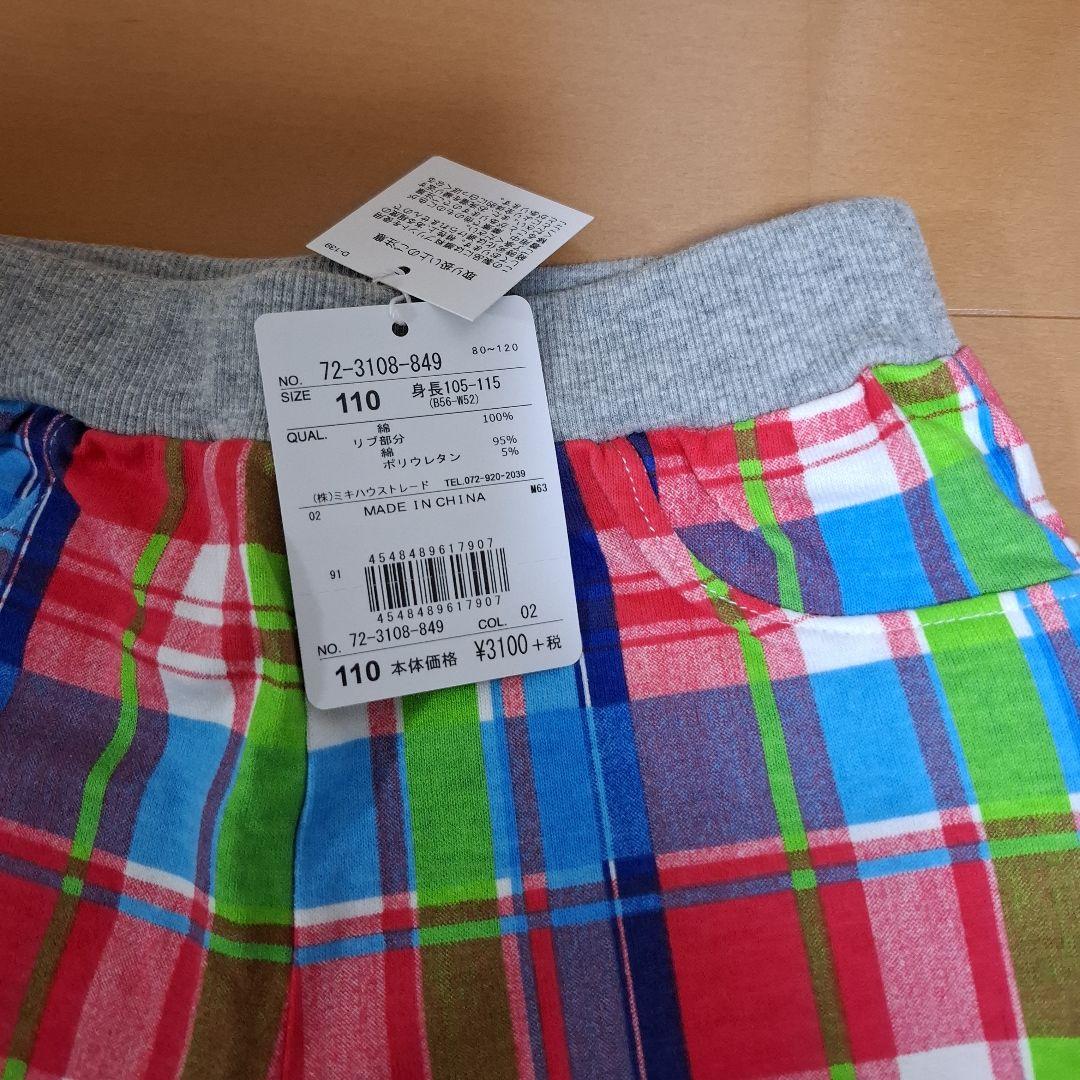 取り扱い上のご注意
D-139
NO. 72-3108-849 80~120
SIZE 110 身長105-115
(B56-W52)
QUAL. 綿 100%
リブ部分
綿 95%
ポリウレタン 5%
(株)ミキハウストレード TEL.072-920-2039
02 MADE IN CHINA M63
4548489617907
91
4548489617907
NO. 72-3108-849 COL. 02
110 本体価格 ¥3100+税